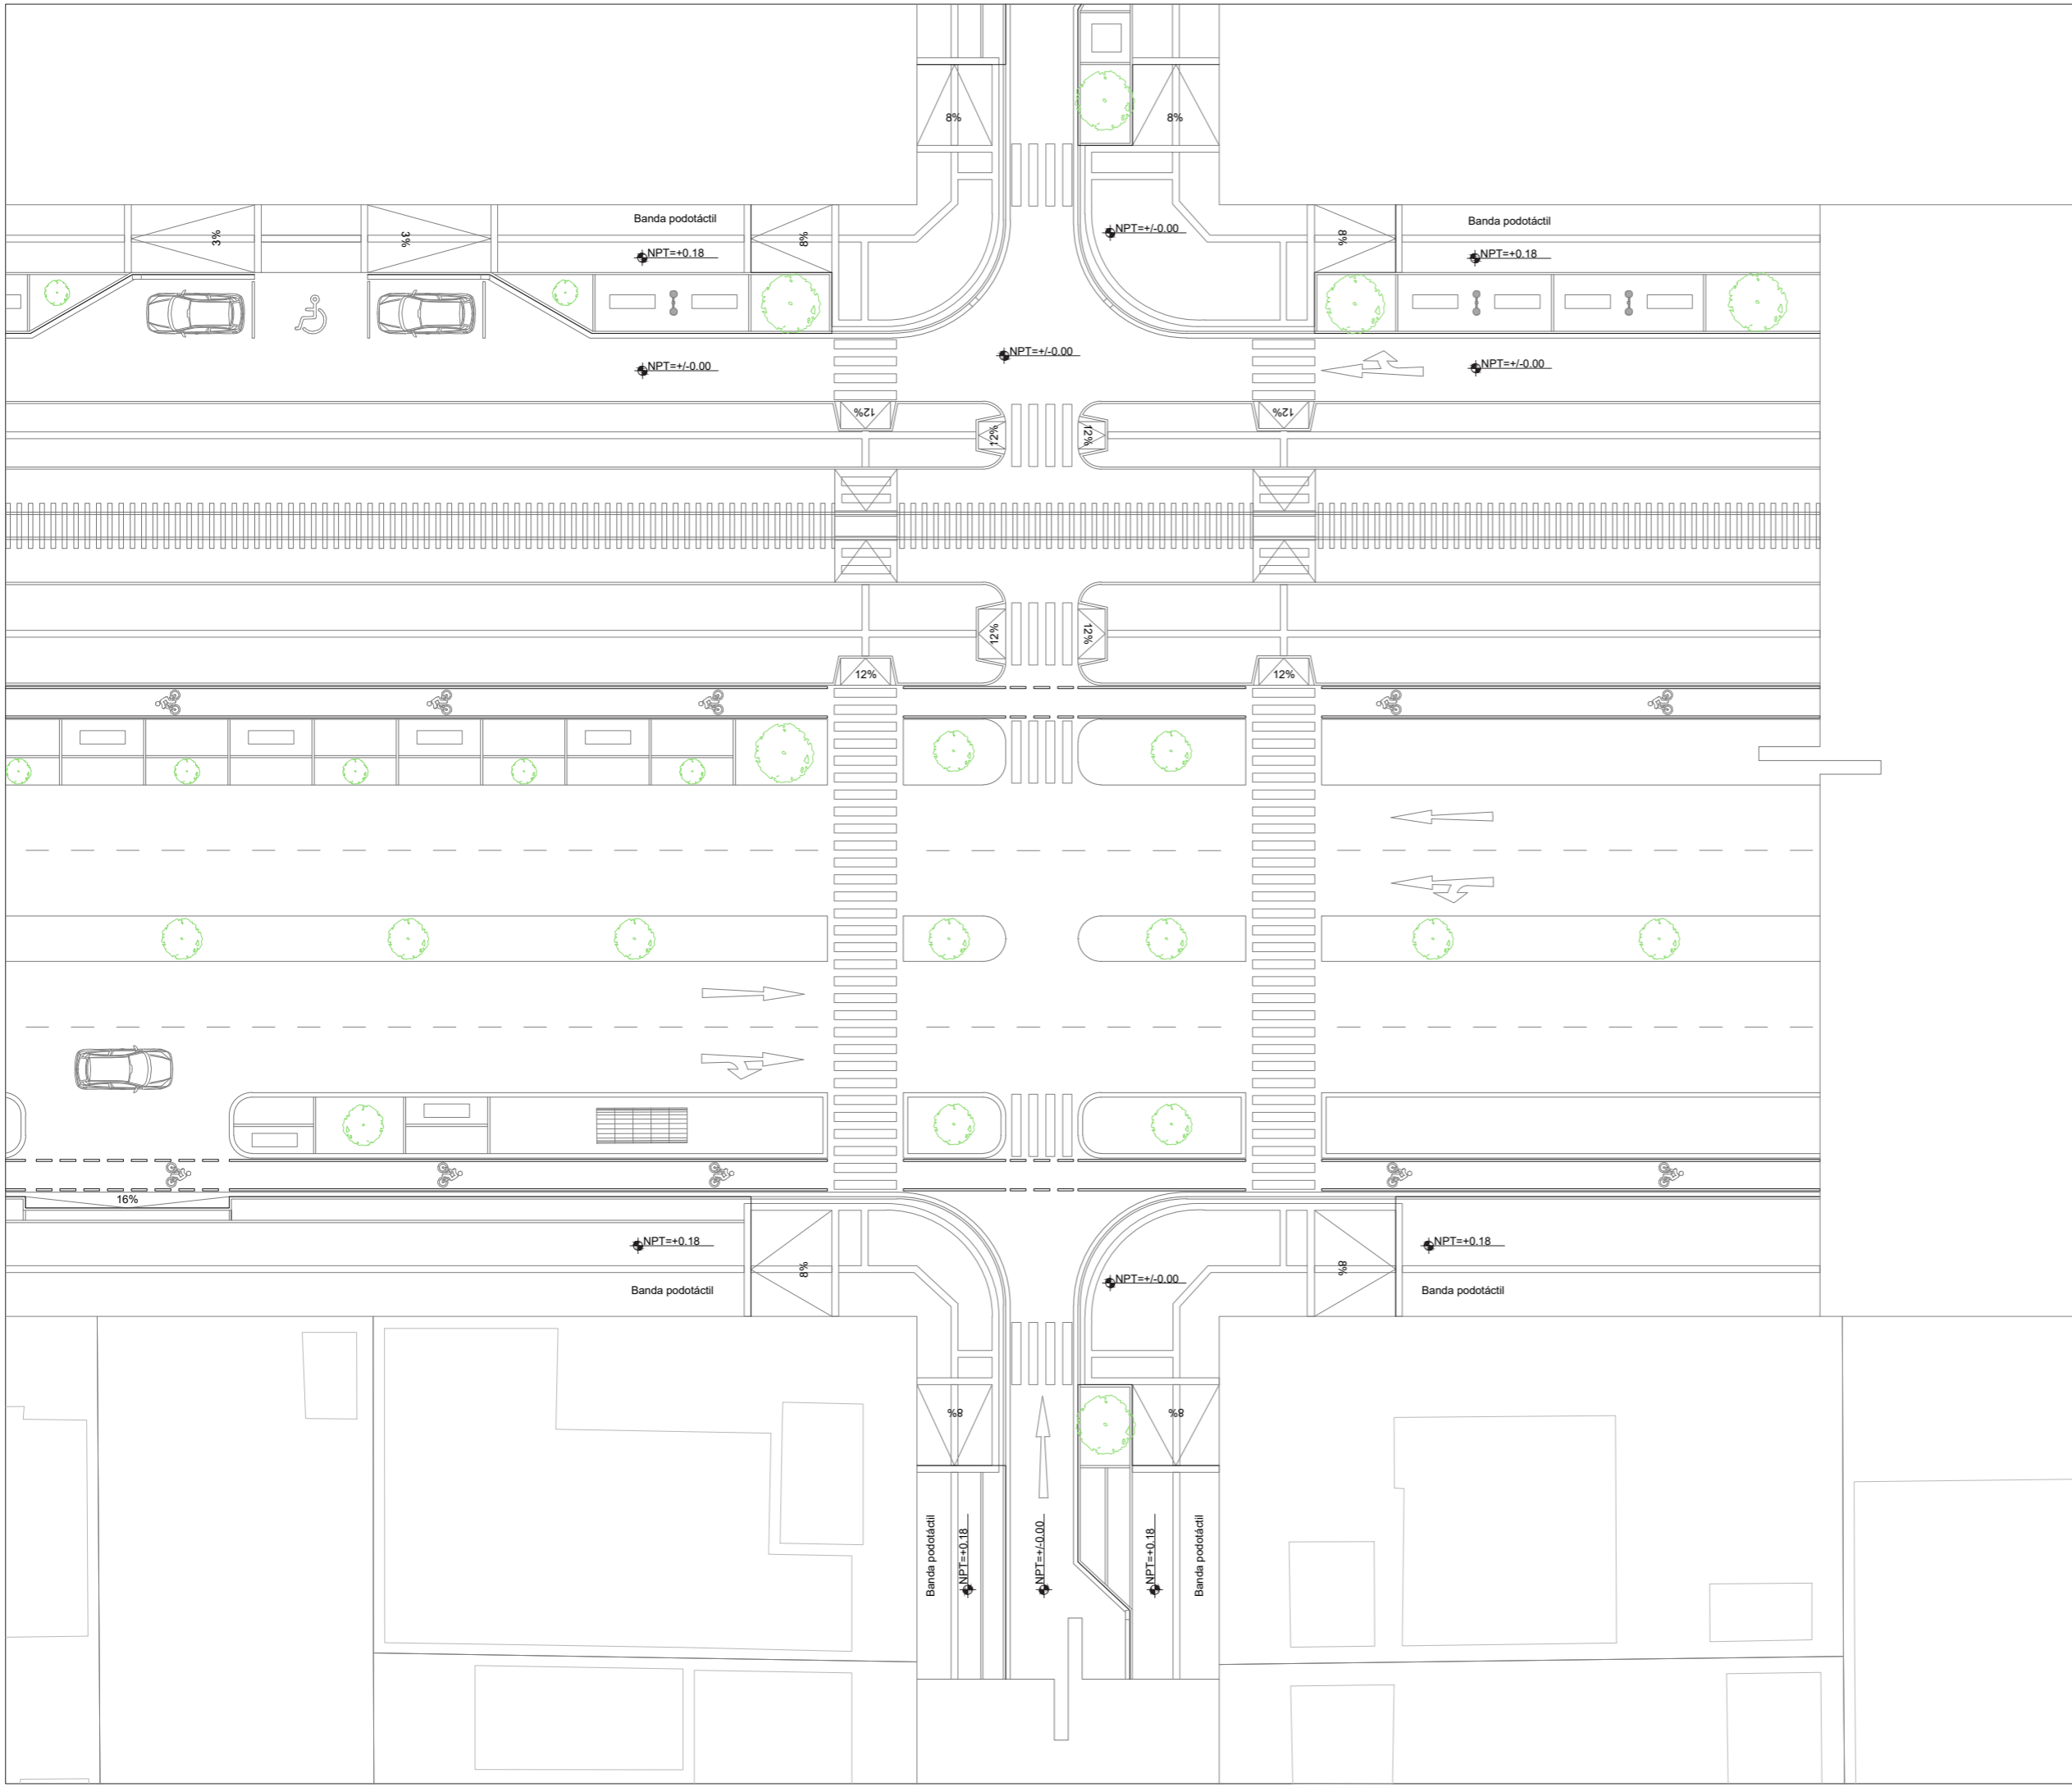 8%
8%
Banda podotáctil
Banda podotáctil
NPT=+/-0.00
3%
3%
8%
8%
NPT=+0.18
NPT=+0.18
NPT=+/-0.00
NPT=+/-0.00
NPT=+/-0.00
12%
12%
12%
12%
12%
12%
12%
12%
16%
NPT=+0.18
NPT=+0.18
8%
8%
NPT=+/-0.00
Banda podotáctil
Banda podotáctil
8%
8%
Banda podotáctil
NPT=+0.18
NPT=+/-0.00
NPT=+0.18
Banda podotáctil